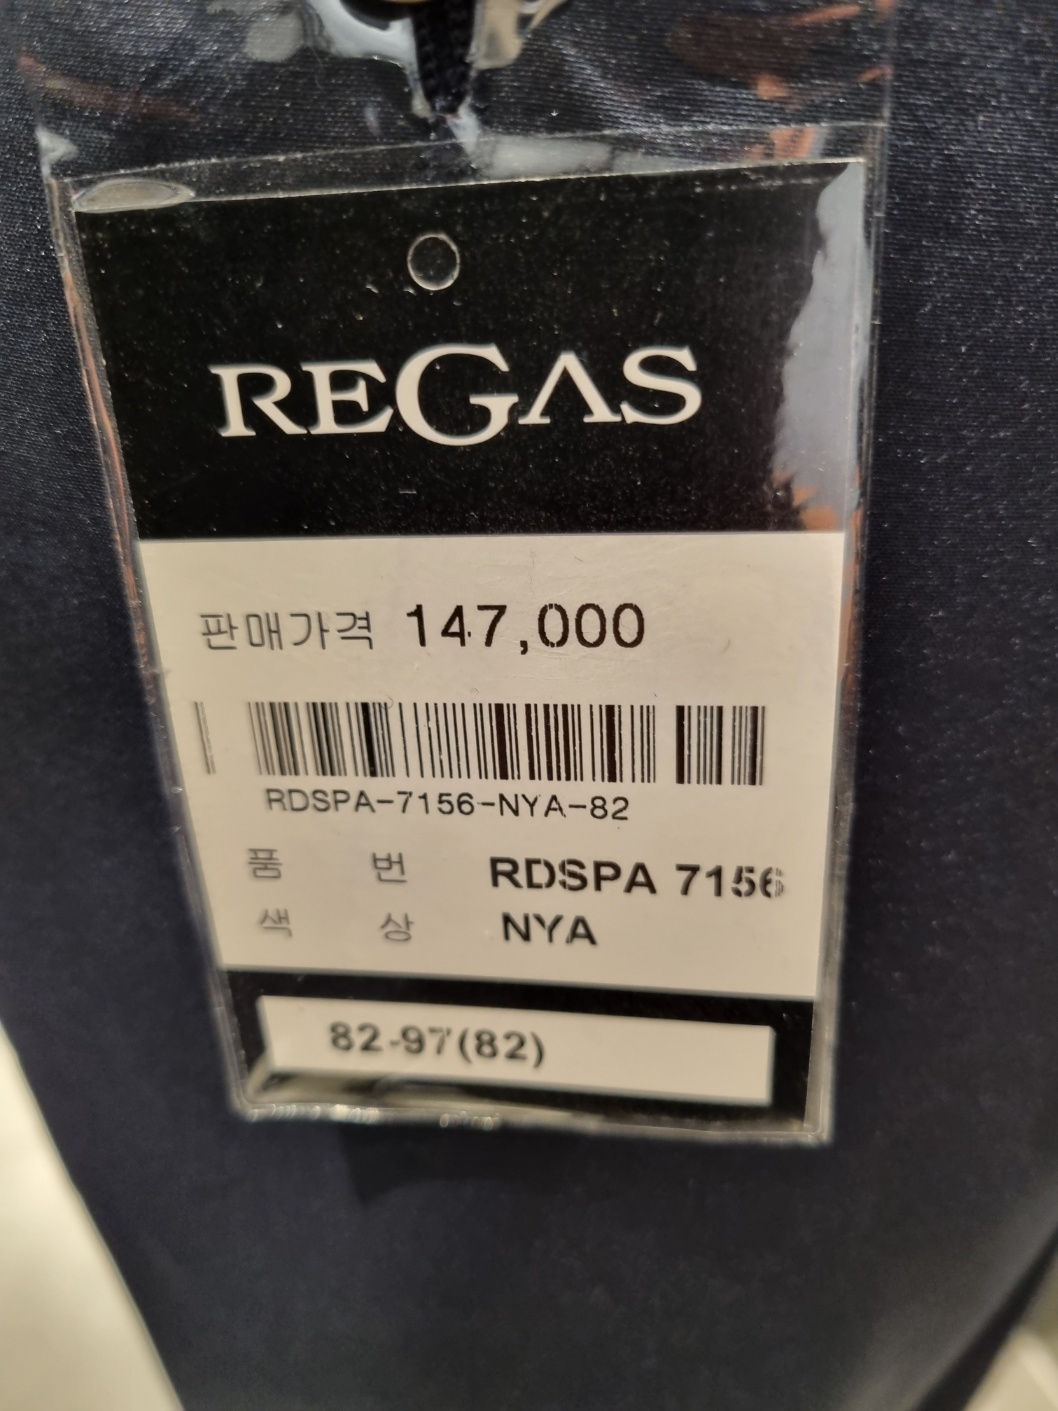 REGAS
판매가격 147,000
RDSPA-7156-NYA-82
품 번 RDSPA 7156
색 상 NYA
82-97(82)